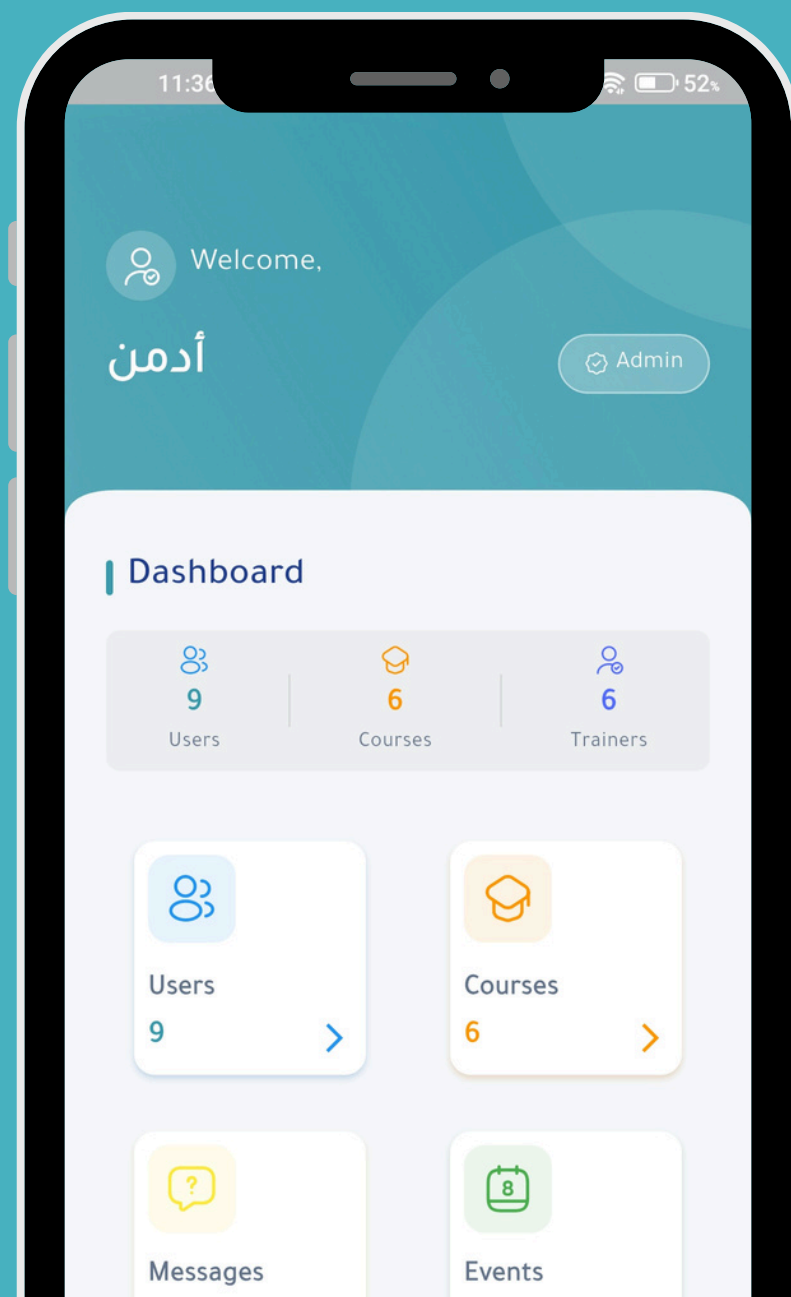 11:36 52%
Welcome,
أدمن
Admin
Dashboard
9 6 6
Users Courses Trainers
Users Courses
9 6
? 8
Messages Events